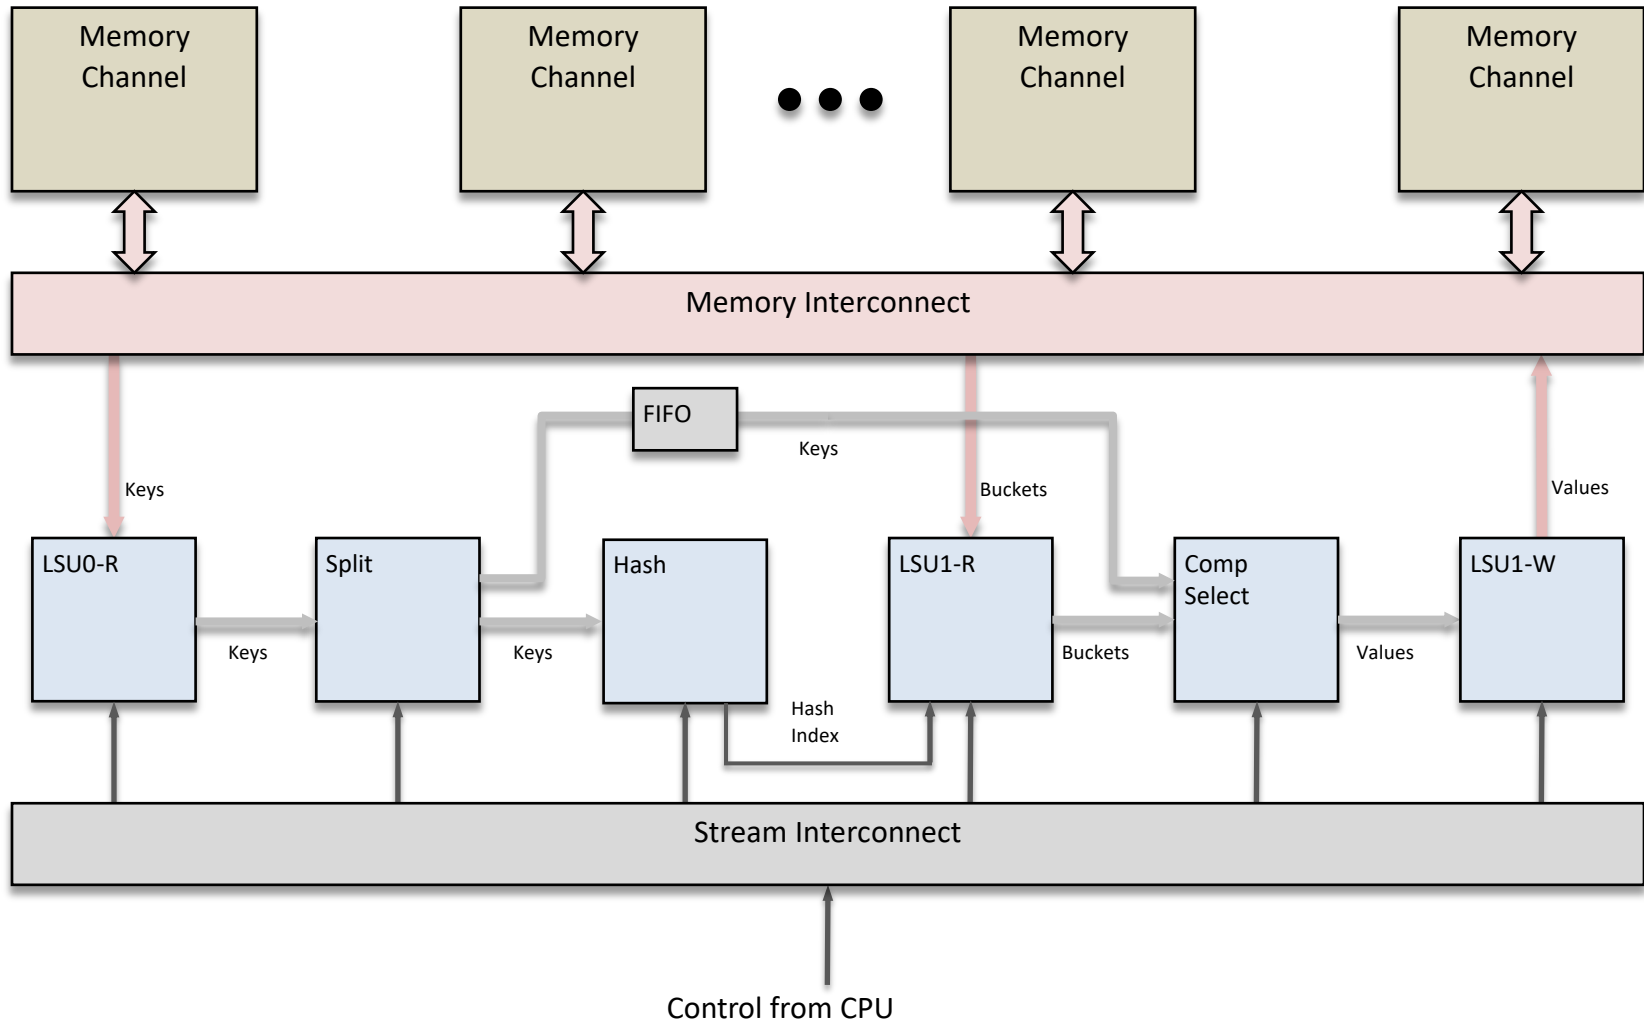 Memory
Channel
Memory
Channel
Memory
Channel
Memory
Channel
Memory Interconnect
FIFO
Keys
Keys
Buckets
Values
LSU0-R
Split
Hash
LSU1-R
Comp
Select
LSU1-W
Keys
Keys
Buckets
Values
Hash
Index
Stream Interconnect
Control from CPU